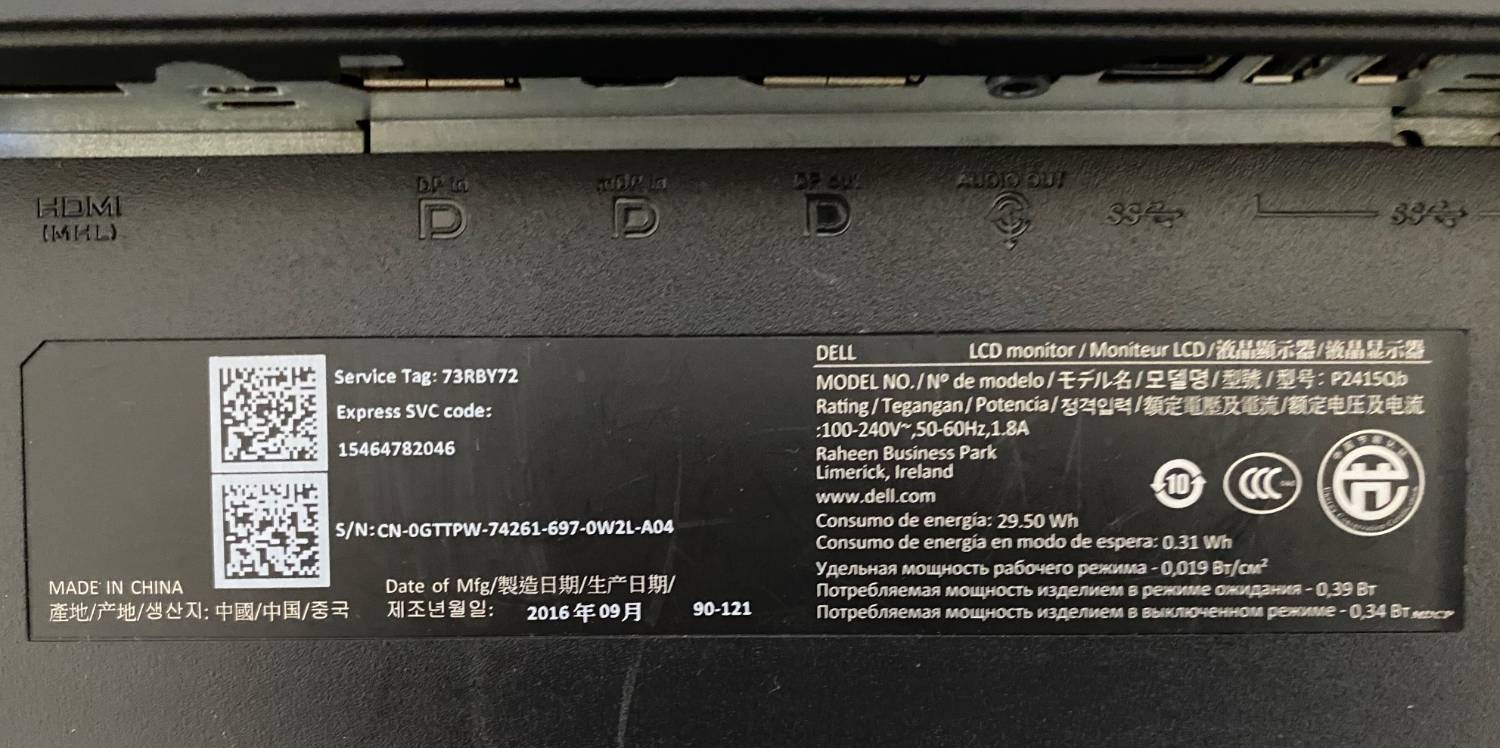 HDMI
(MHL)
DP in
mDP in
DP out
AUDIO OUT
Service Tag: 73RBY72
Express SVC code:
15464782046
S/N:CN-0GTTPW-74261-697-0W2L-A04
MADE IN CHINA
產地/产地/생산지: 中國/中国/중국
Date of Mfg/製造日期/生产日期/
제조년월일: 2016年09月 90-121
DELL LCD monitor / Moniteur LCD/液晶顯示器/液晶显示器
MODEL NO./ Nº de modelo / モデル名 / 모델명 / 型號 / 型号: P2415Qb
Rating / Tegangan / Potencia / 정격입력 / 額定電壓及電流/额定电压及电流
:100-240V~,50-60Hz,1.8A
Raheen Business Park
Limerick, Ireland
www.dell.com
10
CCC
Consumo de energía: 29.50 Wh
Consumo de energía en modo de espera: 0.31 Wh
Удельная мощность рабочего режима - 0,019 Вт/см²
Потребляемая мощность изделием в режиме ожидания - 0,39 Вт
Потребляемая мощность изделием в выключенном режиме - 0,34 Вт